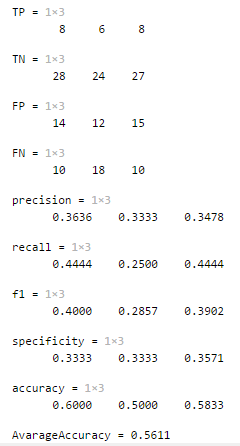 TP = 1×3
8 6 8
TN = 1×3
28 24 27
FP = 1×3
14 12 15
FN = 1×3
10 18 10
precision = 1×3
0.3636 0.3333 0.3478
recall = 1×3
0.4444 0.2500 0.4444
f1 = 1×3
0.4000 0.2857 0.3902
specificity = 1×3
0.3333 0.3333 0.3571
accuracy = 1×3
0.6000 0.5000 0.5833
AvarageAccuracy = 0.5611